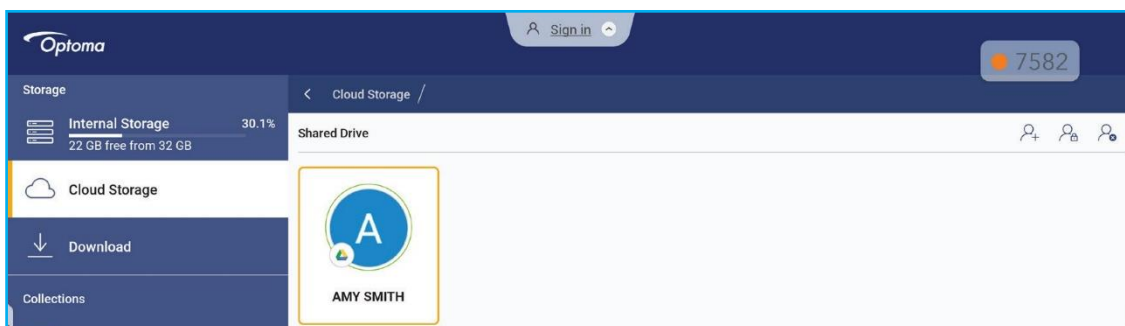 Optoma
Sign in
7582
Storage
Internal Storage 30.1%
22 GB free from 32 GB
Cloud Storage
Download
Collections
Cloud Storage /
Shared Drive
A
AMY SMITH